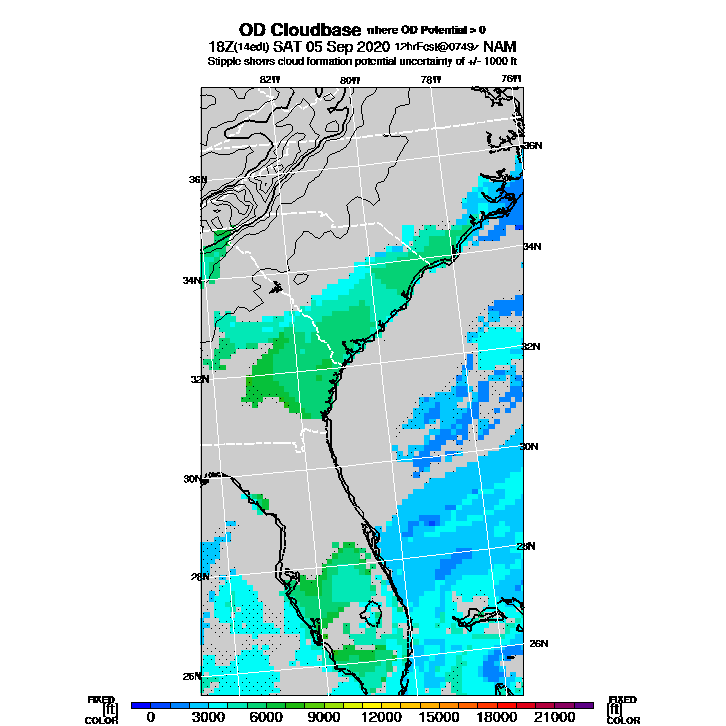 OD Cloudbase where OD Potential > 0
18Z(14edt) SAT 05 Sep 2020 12hrFcst@0749z NAM
Stipple shows cloud formation potential uncertainty of +/- 1000 ft
82W 80W 78W 76W
36N
36N
34N
34N
32N
32N
30N
30N
28N
28N
26N
26N
FIXED FIXED
[ft] [ft]
COLOR 0 3000 6000 9000 12000 15000 18000 21000 COLOR